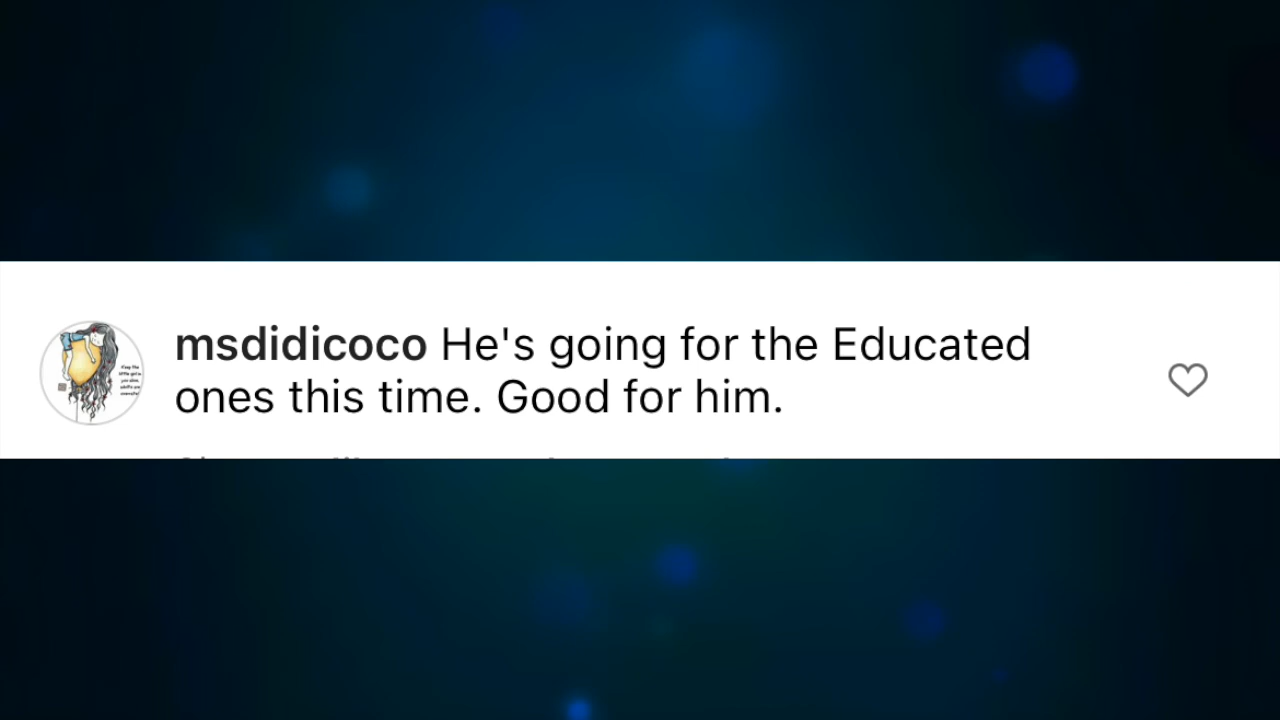 msdidicoco He's going for the Educated
ones this time. Good for him.